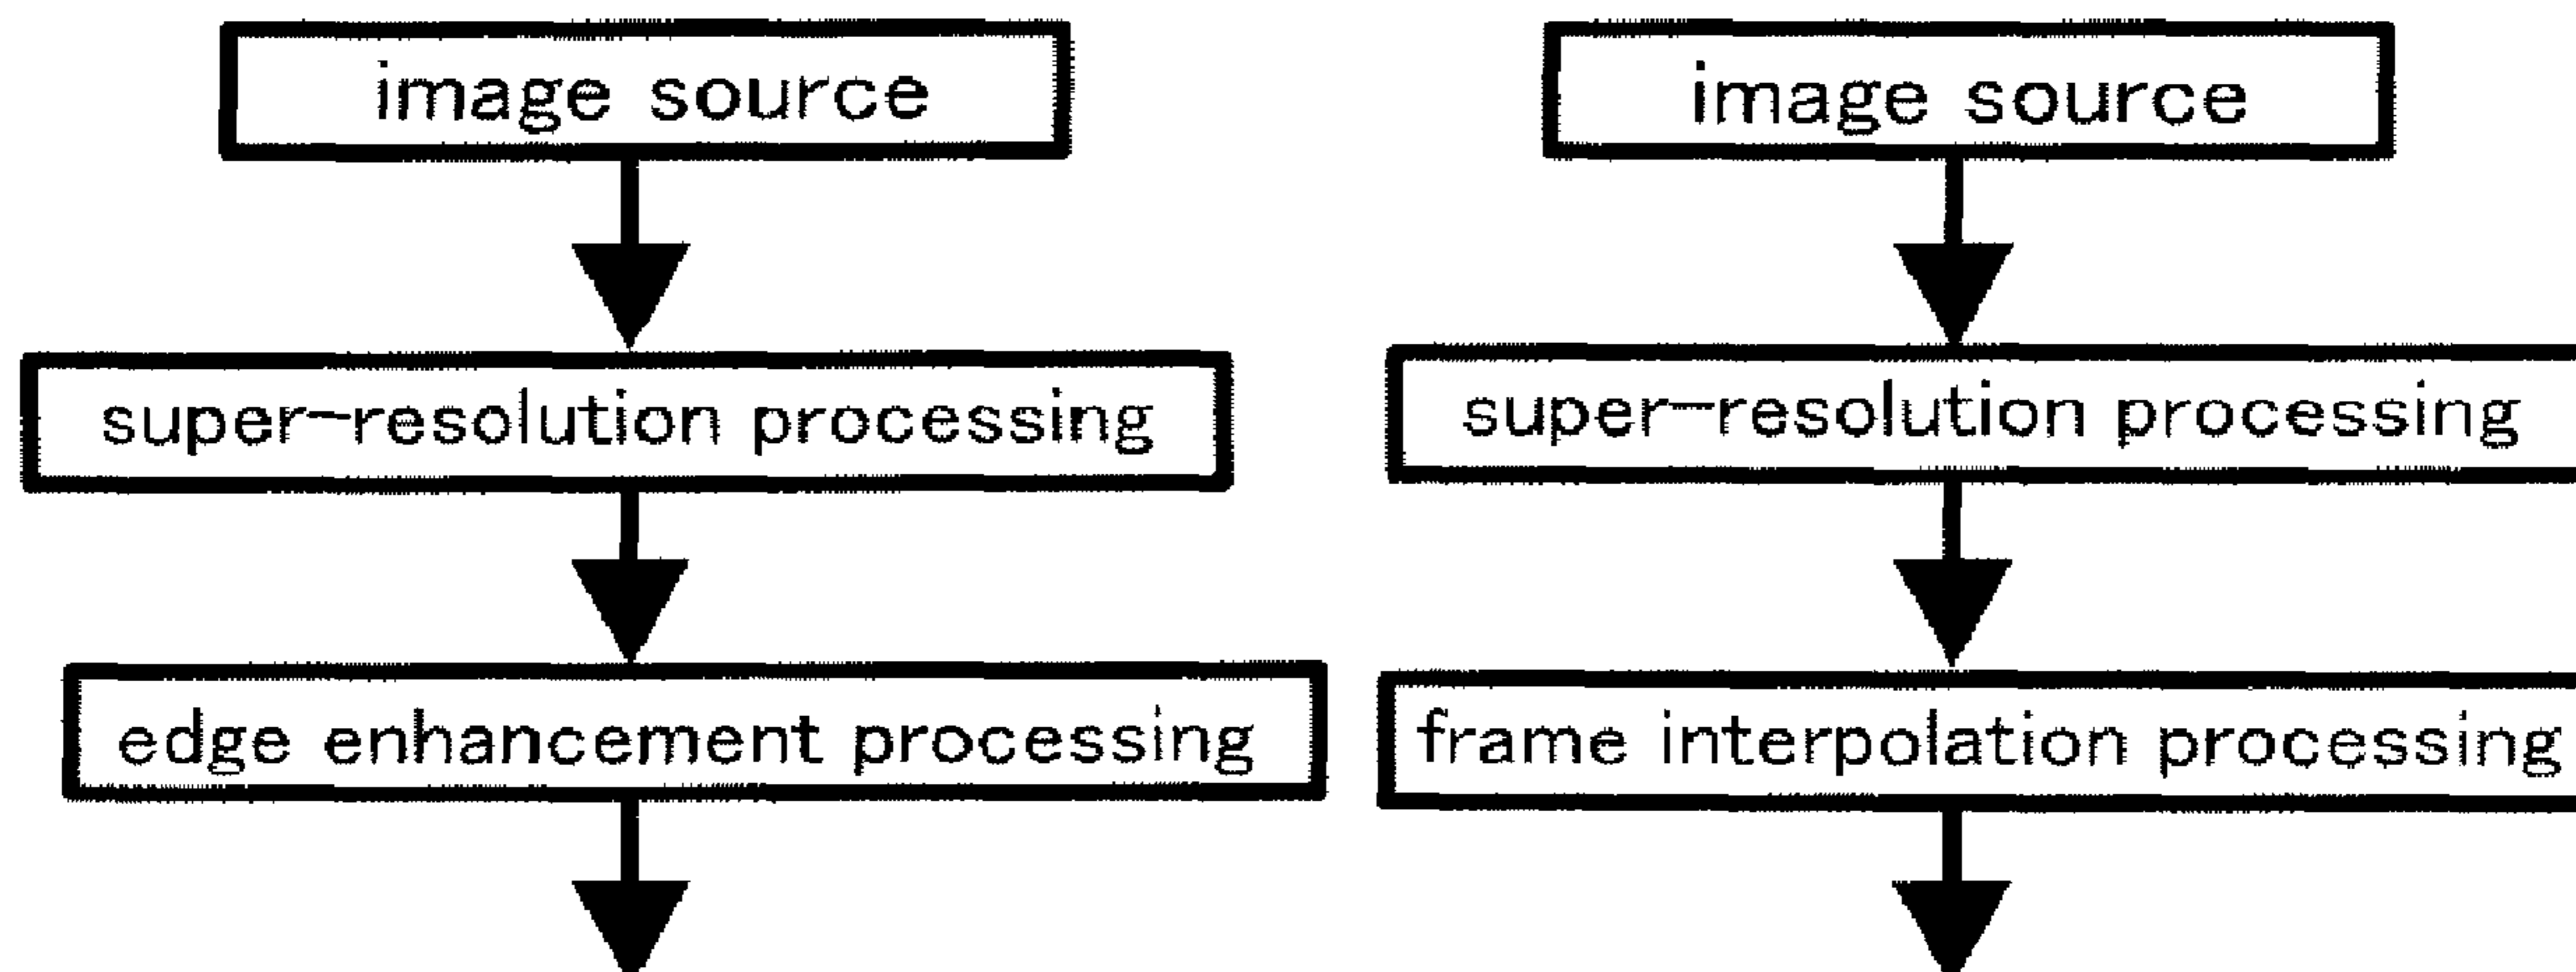 image source
super-resolution processing
edge enhancement processing
image source
super-resolution processing
frame interpolation processing